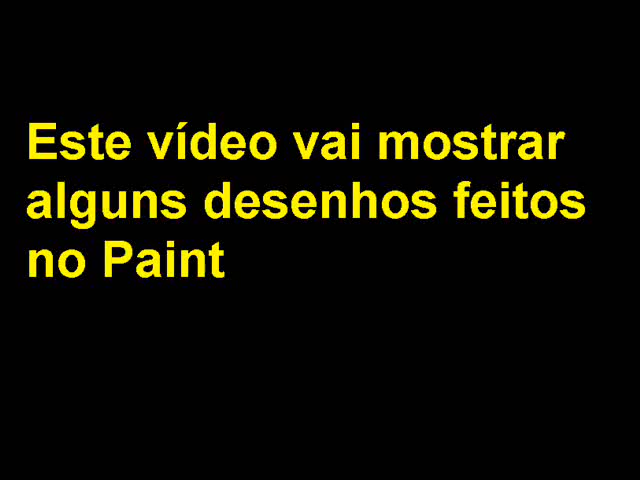 Este vídeo vai mostrar
alguns desenhos feitos
no Paint